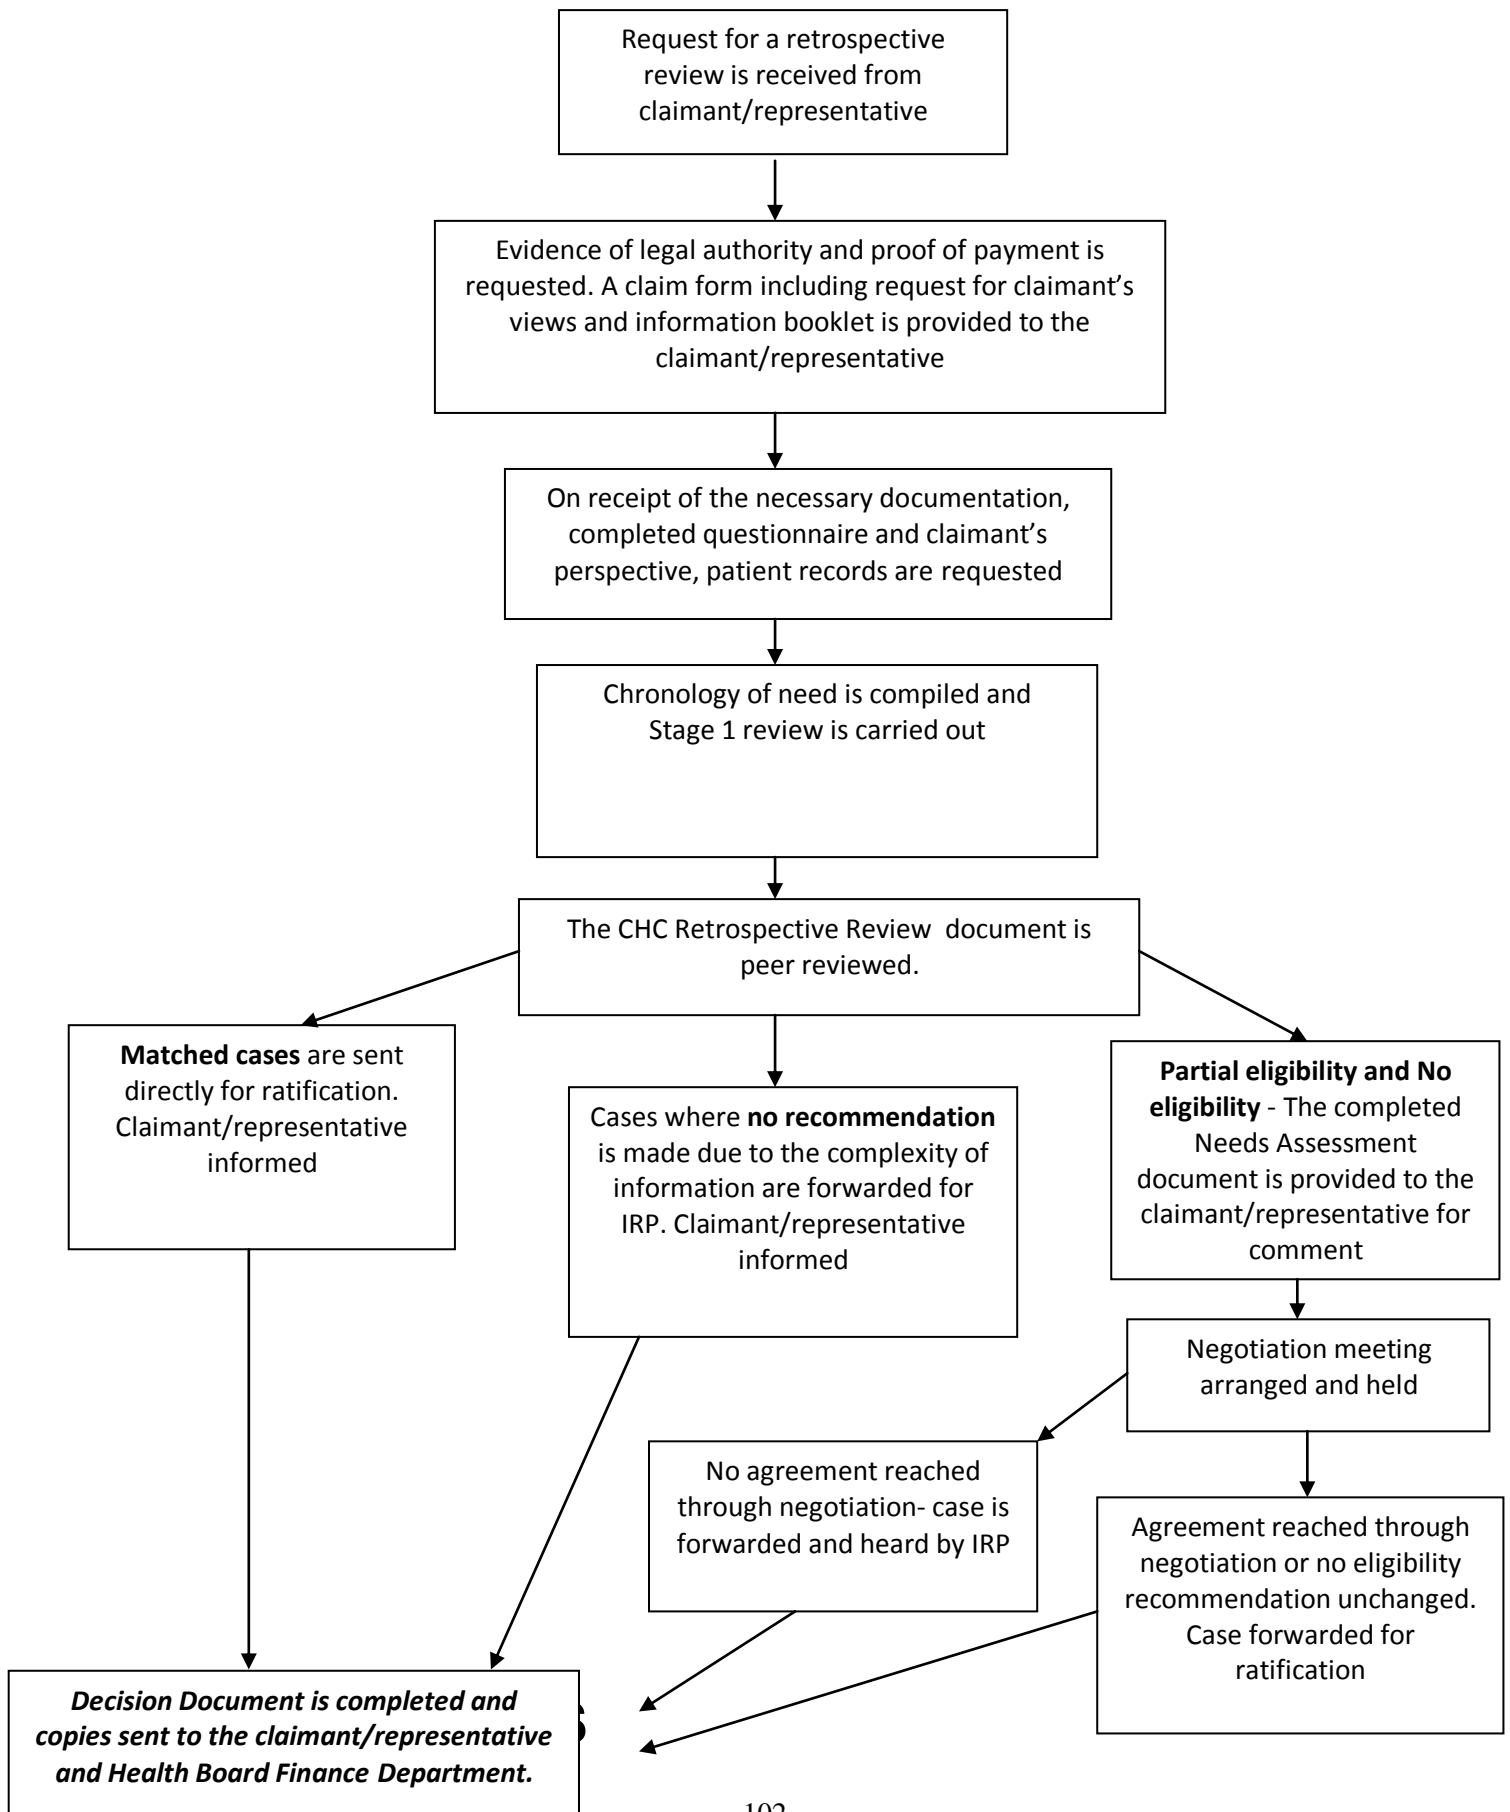 Request for a retrospective
review is received from
claimant/representative
Evidence of legal authority and proof of payment is
requested. A claim form including request for claimant’s
views and information booklet is provided to the
claimant/representative
On receipt of the necessary documentation,
completed questionnaire and claimant’s
perspective, patient records are requested
Chronology of need is compiled and
Stage 1 review is carried out
The CHC Retrospective Review document is
peer reviewed.
Matched cases are sent
directly for ratification.
Claimant/representative
informed
Cases where no recommendation
is made due to the complexity of
information are forwarded for
IRP. Claimant/representative
informed
Partial eligibility and No
eligibility - The completed
Needs Assessment
document is provided to the
claimant/representative for
comment
Negotiation meeting
arranged and held
No agreement reached
through negotiation- case is
forwarded and heard by IRP
Agreement reached through
negotiation or no eligibility
recommendation unchanged.
Case forwarded for
ratification
Decision Document is completed and
copies sent to the claimant/representative
and Health Board Finance Department.
102